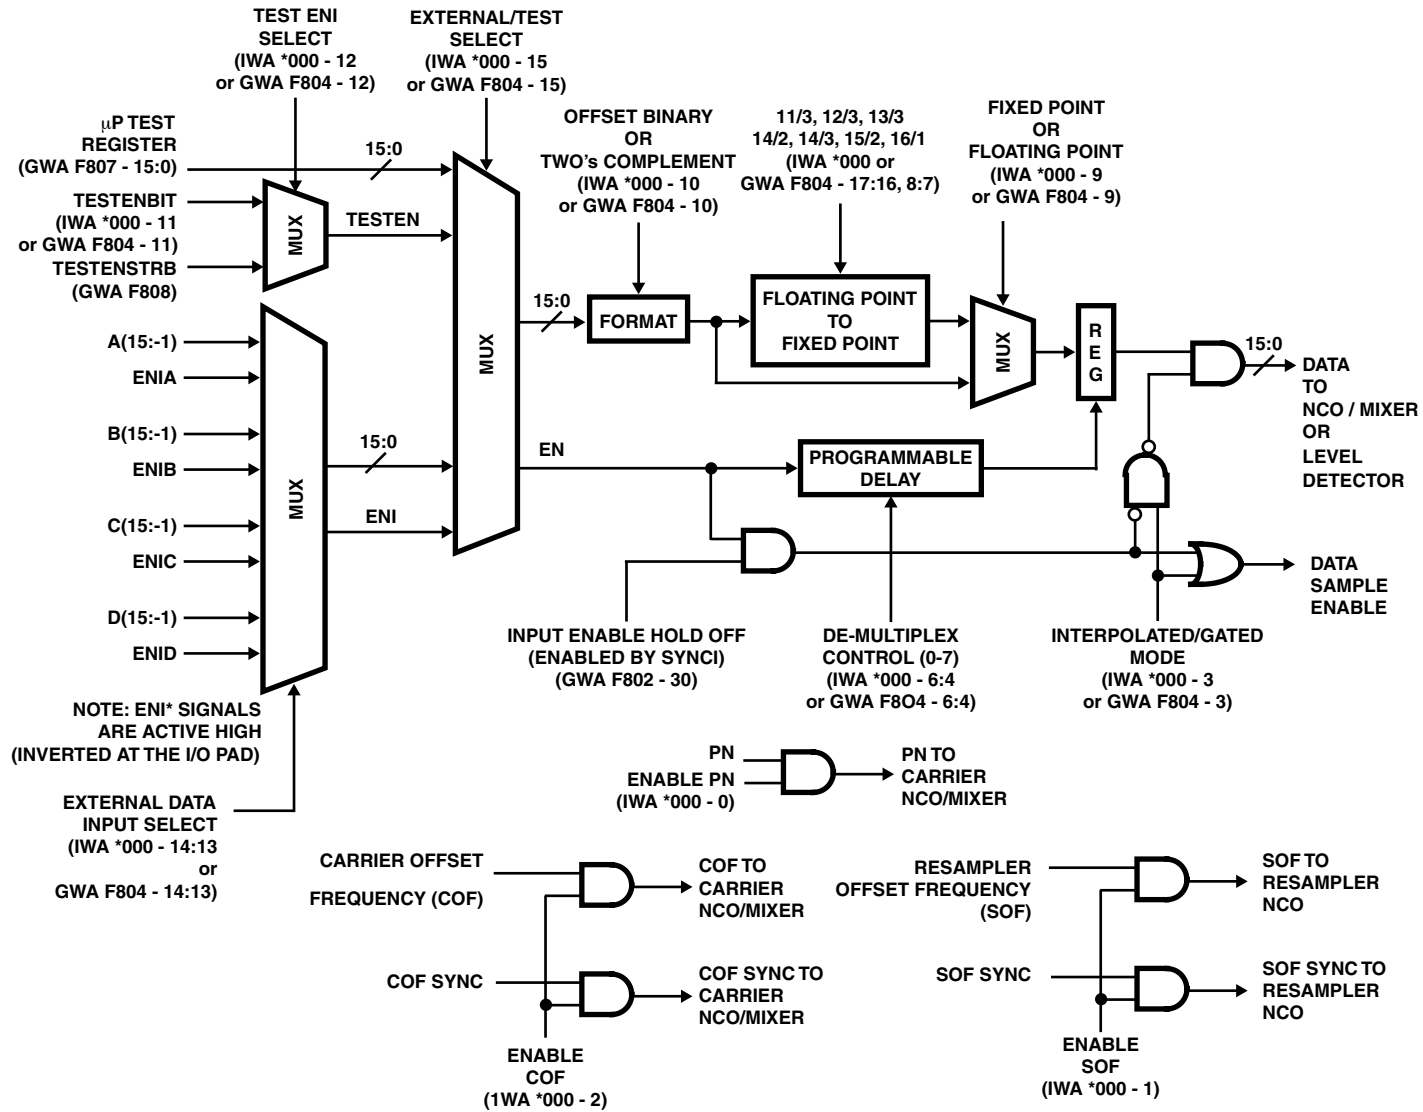 TEST ENI
SELECT
(IWA *000 - 12
or GWA F804 - 12)
EXTERNAL/TEST
SELECT
(IWA *000 - 15
or GWA F804 - 15)
µP TEST
REGISTER
(GWA F807 - 15:0)
15:0
TESTENBIT
(IWA *000 - 11
or GWA F804 - 11)
TESTENSTRB
(GWA F808)
MUX
TESTEN
OFFSET BINARY
OR
TWO's COMPLEMENT
(IWA *000 - 10
or GWA F804 - 10)
11/3, 12/3, 13/3
14/2, 14/3, 15/2, 16/1
(IWA *000 or
GWA F804 - 17:16, 8:7)
FIXED POINT
OR
FLOATING POINT
(IWA *000 - 9
or GWA F804 - 9)
A(15:-1)
ENIA
B(15:-1)
ENIB
C(15:-1)
ENIC
D(15:-1)
ENID
MUX
15:0
ENI
MUX
15:0
FORMAT
FLOATING POINT
TO
FIXED POINT
MUX
R
E
G
15:0
DATA
TO
NCO / MIXER
OR
LEVEL
DETECTOR
EN
PROGRAMMABLE
DELAY
DATA
SAMPLE
ENABLE
INPUT ENABLE HOLD OFF
(ENABLED BY SYNCI)
(GWA F802 - 30)
DE-MULTIPLEX
CONTROL (0-7)
(IWA *000 - 6:4
or GWA F8O4 - 6:4)
INTERPOLATED/GATED
MODE
(IWA *000 - 3
or GWA F804 - 3)
NOTE: ENI* SIGNALS
ARE ACTIVE HIGH
(INVERTED AT THE I/O PAD)
EXTERNAL DATA
INPUT SELECT
(IWA *000 - 14:13
or
GWA F804 - 14:13)
PN
ENABLE PN
(IWA *000 - 0)
PN TO
CARRIER
NCO/MIXER
CARRIER OFFSET
FREQUENCY (COF)
COF TO
CARRIER
NCO/MIXER
COF SYNC
COF SYNC TO
CARRIER
NCO/MIXER
ENABLE
COF
(1WA *000 - 2)
RESAMPLER
OFFSET FREQUENCY
(SOF)
SOF TO
RESAMPLER
NCO
SOF SYNC
SOF SYNC TO
RESAMPLER
NCO
ENABLE
SOF
(IWA *000 - 1)